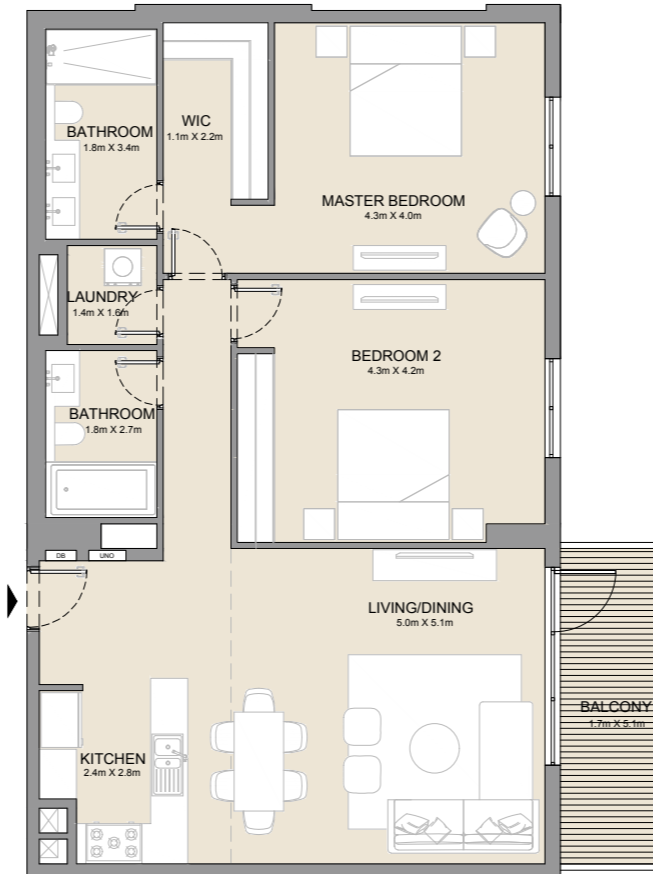 BATHROOM
1.8m X 3.4m
WIC
1.1m X 2.2m
MASTER BEDROOM
4.3m X 4.0m
LAUNDRY
1.4m X 1.6m
BEDROOM 2
4.3m X 4.2m
BATHROOM
1.8m X 2.7m
DB
UNO
LIVING/DINING
5.0m X 5.1m
BALCONY
1.7m X 5.1m
KITCHEN
2.4m X 2.8m